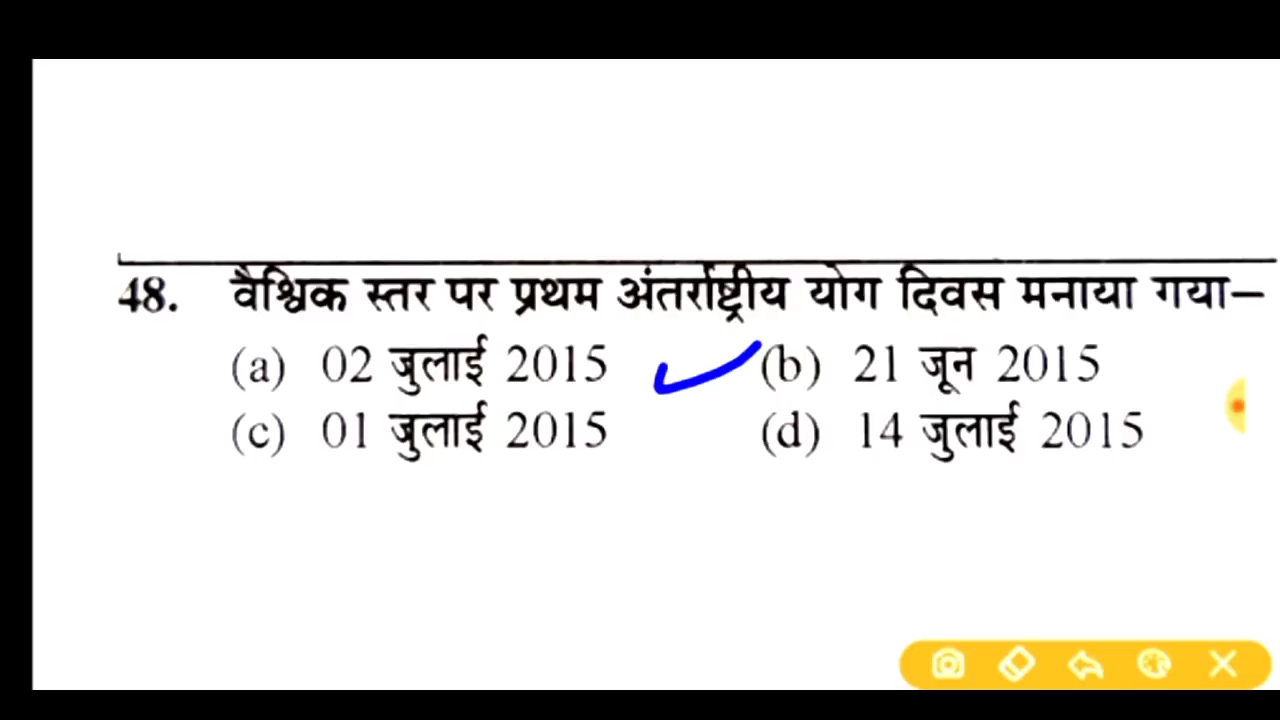 48. वैश्विक स्तर पर प्रथम अंतर्राष्ट्रीय योग दिवस मनाया गया–
(a) 02 जुलाई 2015 (b) 21 जून 2015
(c) 01 जुलाई 2015 (d) 14 जुलाई 2015